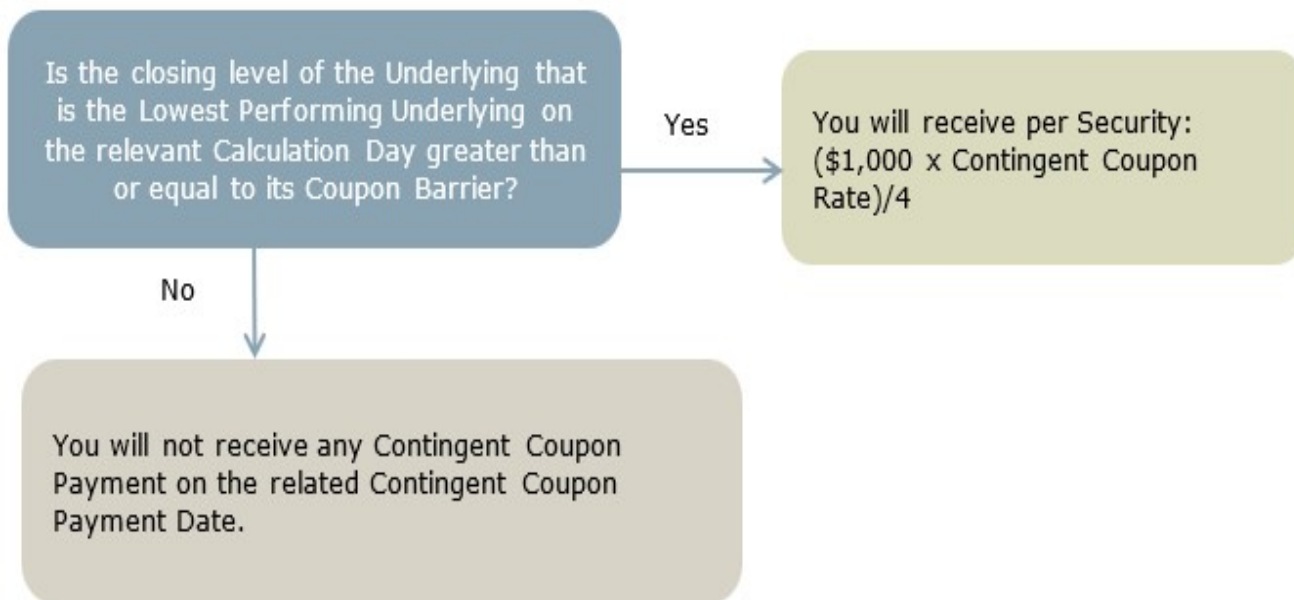 Is the closing level of the Underlying that
is the Lowest Performing Underlying on
the relevant Calculation Day greater than
or equal to its Coupon Barrier?
Yes
You will receive per Security:
($1,000 x Contingent Coupon
Rate)/4
No
You will not receive any Contingent Coupon
Payment on the related Contingent Coupon
Payment Date.